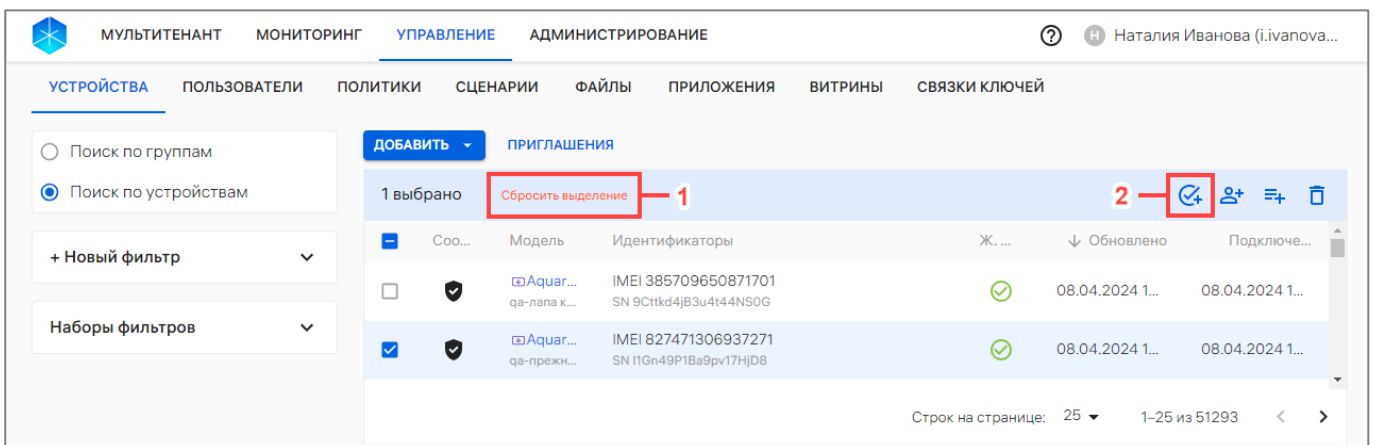 МУЛЬТИТЕНАНТ МОНИТОРИНГ УПРАВЛЕНИЕ АДМИНИСТРИРОВАНИЕ ? Н Наталия Иванова (i.ivanova...
УСТРОЙСТВА ПОЛЬЗОВАТЕЛИ ПОЛИТИКИ СЦЕНАРИИ ФАЙЛЫ ПРИЛОЖЕНИЯ ВИТРИНЫ СВЯЗКИ КЛЮЧЕЙ
Поиск по группам
Поиск по устройствам
+ Новый фильтр
Наборы фильтров
ДОБАВИТЬ ПРИГЛАШЕНИЯ
1 выбрано Сбросить выделение 1 2
Соо... Модель Идентификаторы Ж. ... Обновлено Подключе...
Aquar... IMEI 385709650871701 08.04.2024 1... 08.04.2024 1...
qa-лапа к... SN 9Cttkd4jB3u4t44NS0G
Aquar... IMEI 827471306937271 08.04.2024 1... 08.04.2024 1...
qa-прежн... SN I1Gn49P1Ba9pv17HjD8
Строк на странице: 25 1–25 из 51293